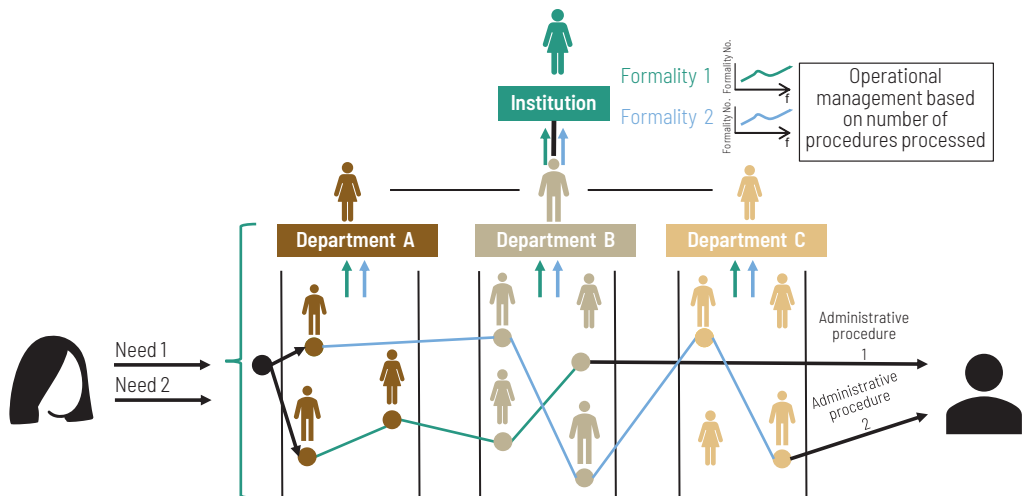 Formality 1
Formality No.
f
Formality 2
Formality No.
f
Operational
management based
on number of
procedures processed
Institution
Department A
Department B
Department C
Need 1
Need 2
Administrative
procedure
1
Administrative
procedure
2